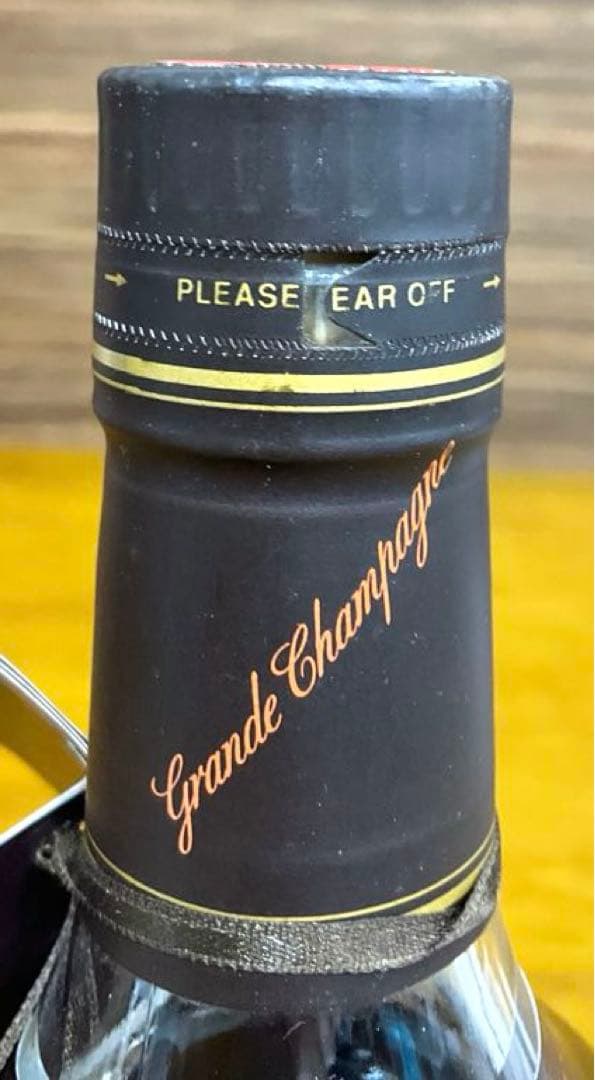 → PLEASE EAR OFF →
Grande Champagne